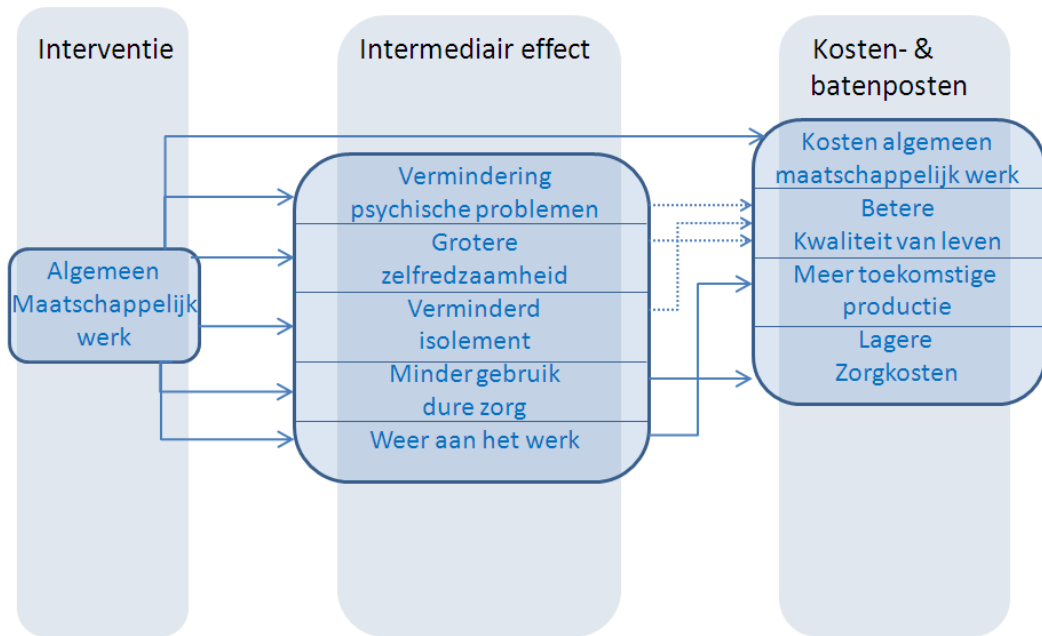 Interventie
Intermediair effect
Kosten- &
batenposten
Algemeen
Maatschappelijk
werk
Vermindering
psychische problemen
Grotere
zelfredzaamheid
Verminderd
isolement
Minder gebruik
dure zorg
Weer aan het werk
Kosten algemeen
maatschappelijk werk
Betere
Kwaliteit van leven
Meer toekomstige
productie
Lagere
Zorgkosten